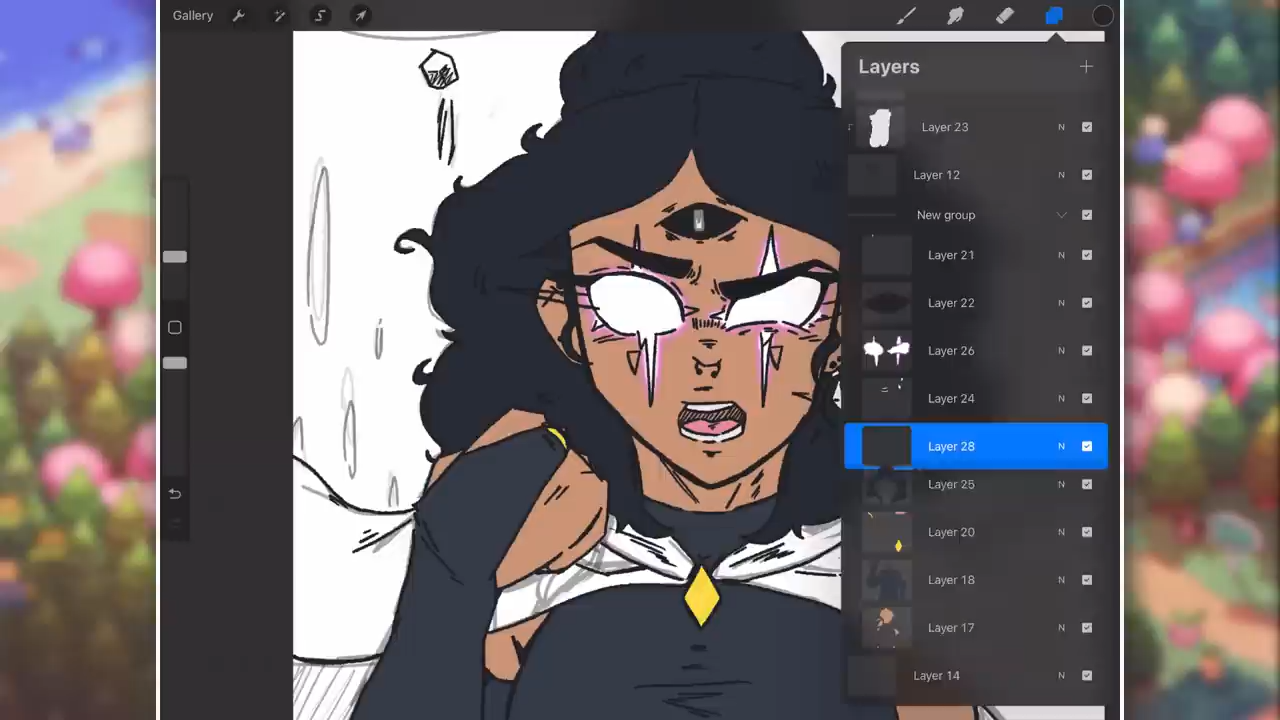 Gallery
Layers
Layer 23 N
Layer 12 N
New group
Layer 21 N
Layer 22 N
Layer 26 N
Layer 24 N
Layer 28 N
Layer 25 N
Layer 20 N
Layer 18 N
Layer 17 N
Layer 14 N